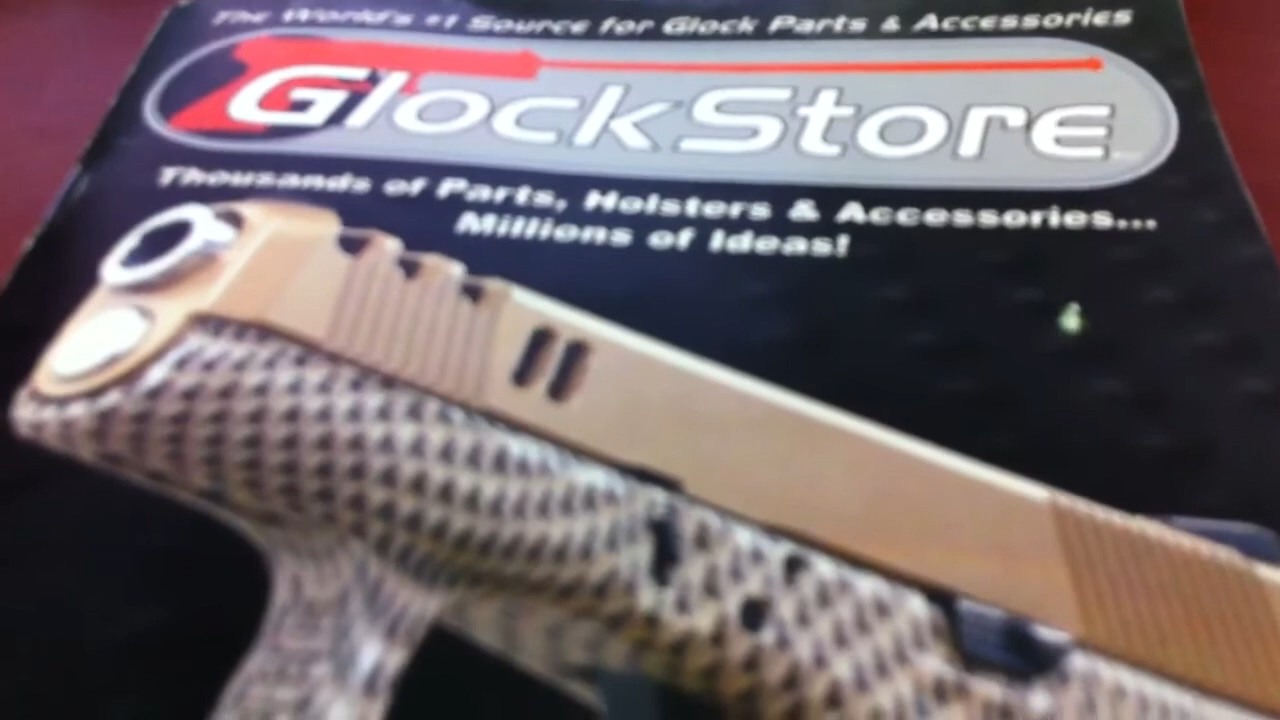 The World's #1 Source for Glock Parts & Accessories
GlockStore
Thousands of Parts, Holsters & Accessories...
Millions of Ideas!